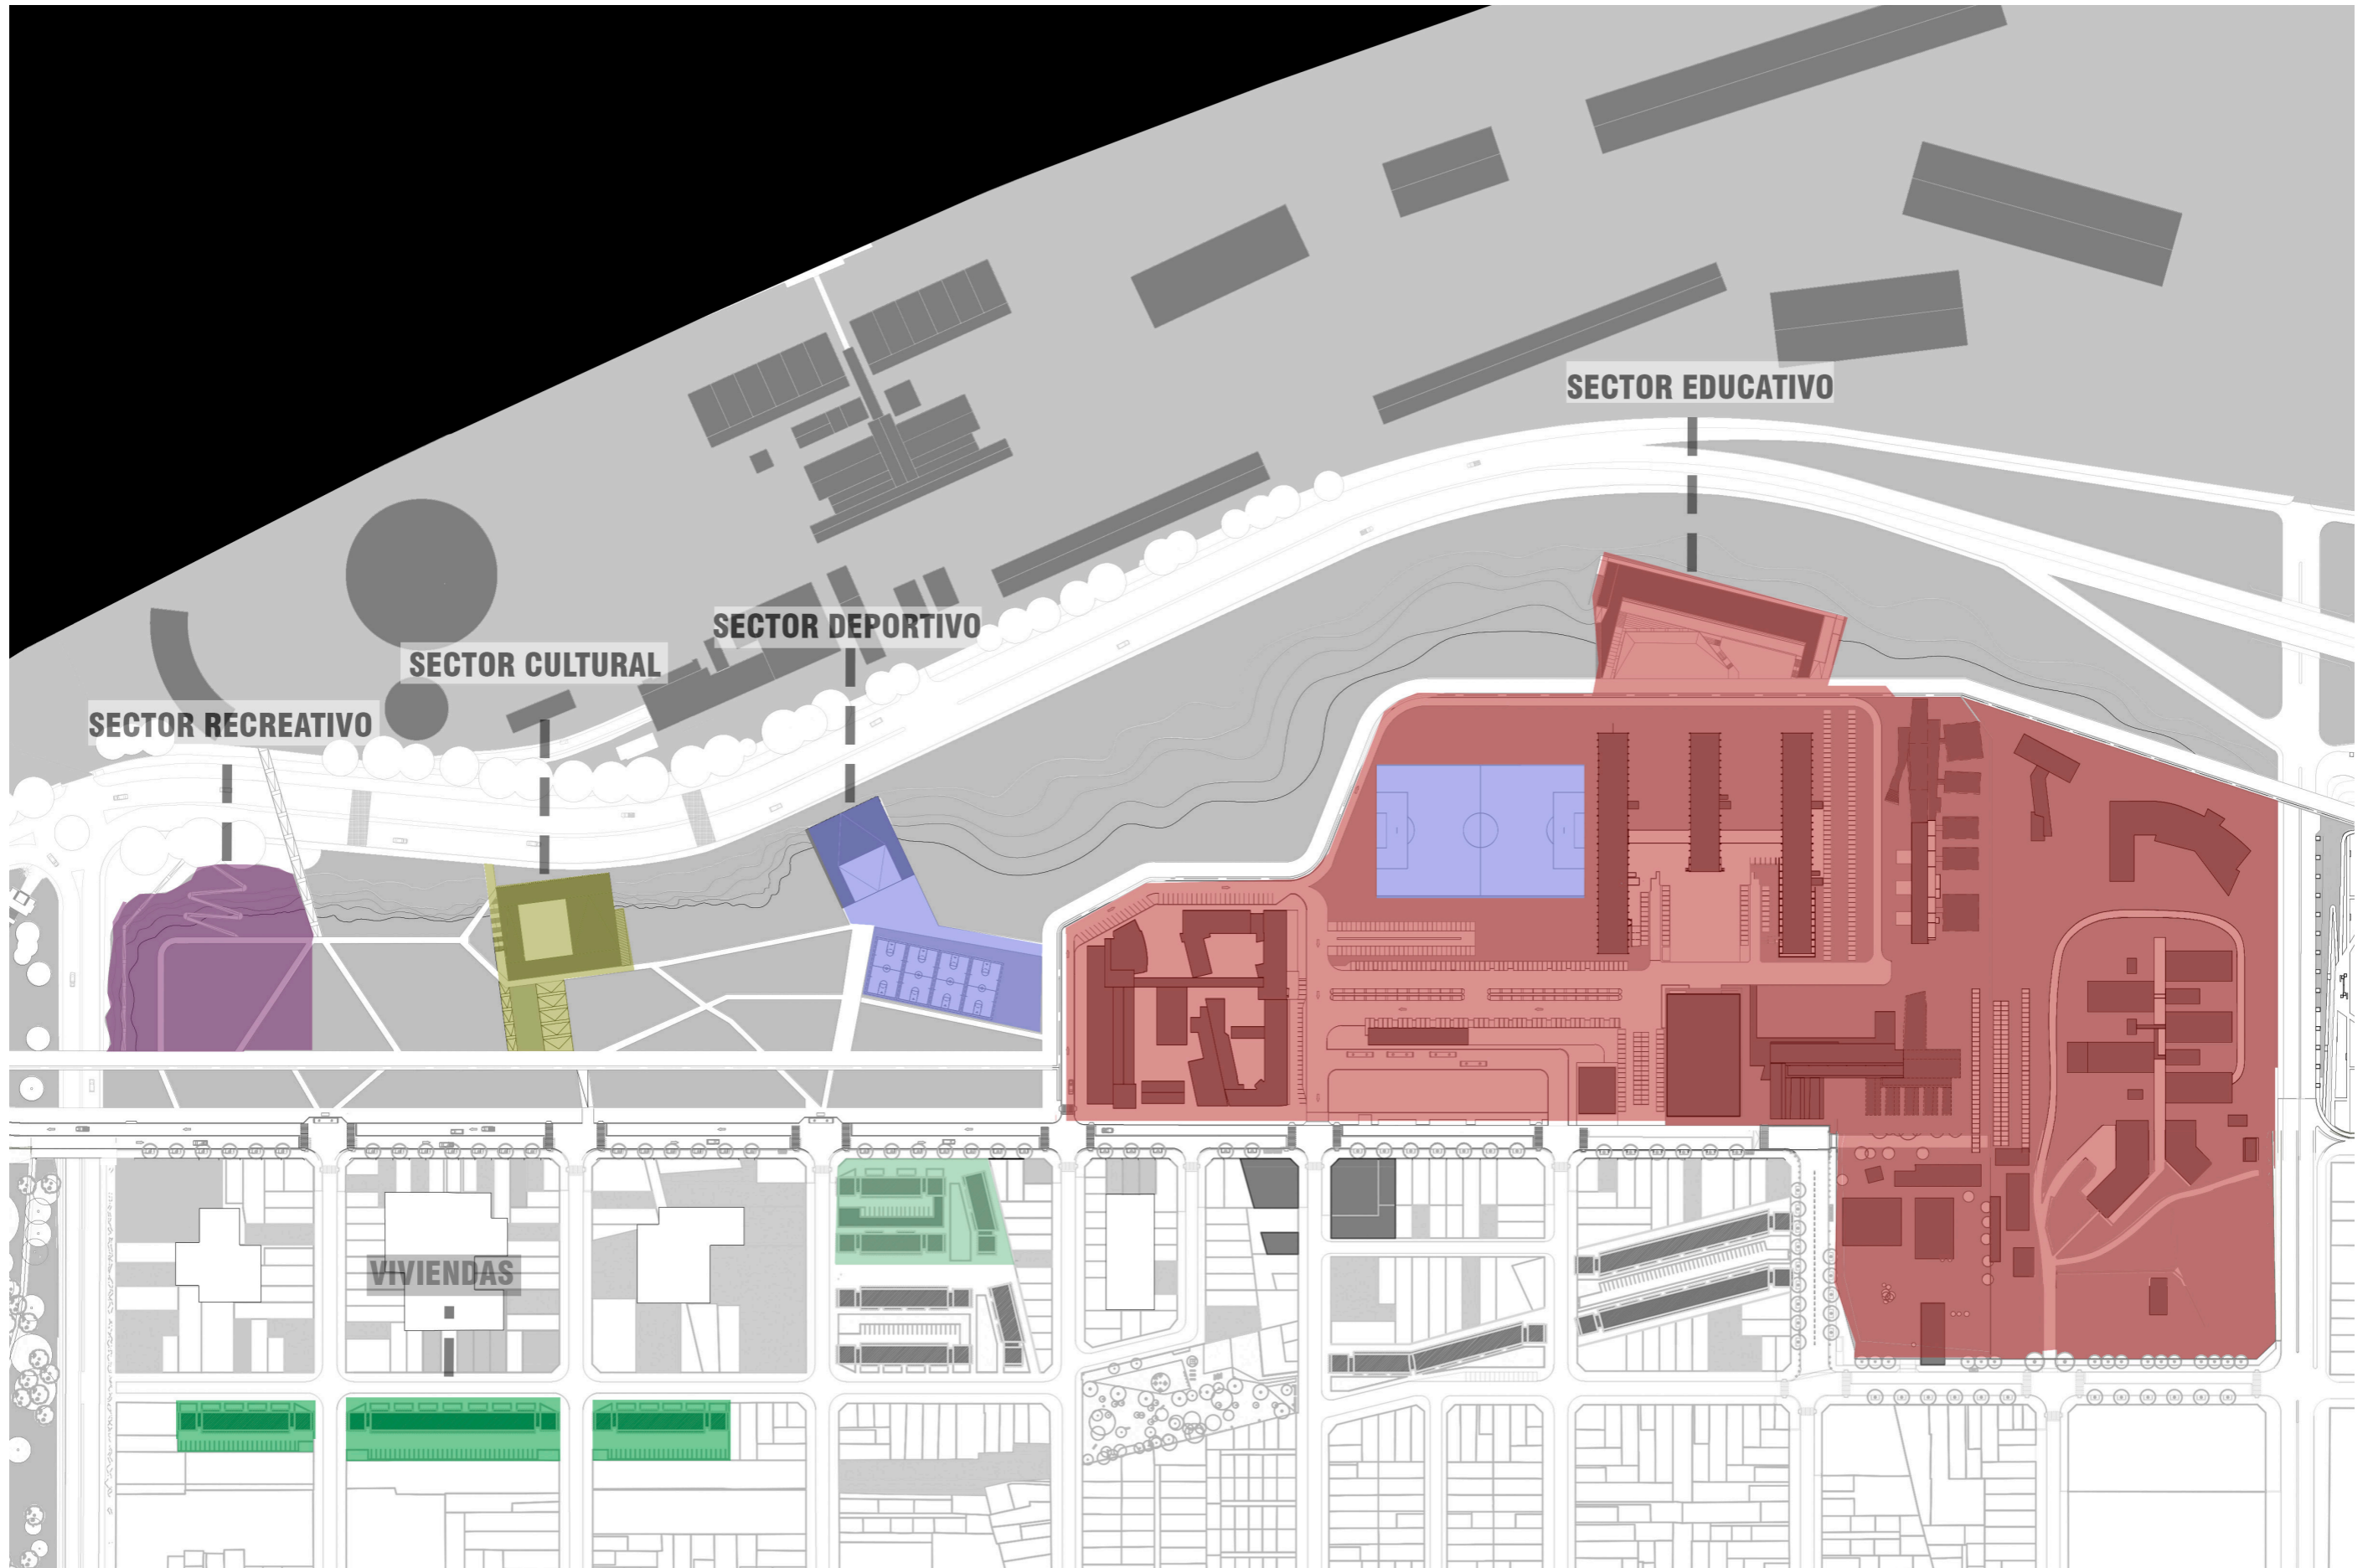 SECTOR EDUCATIVO
SECTOR DEPORTIVO
SECTOR CULTURAL
SECTOR RECREATIVO
VIVIENDAS